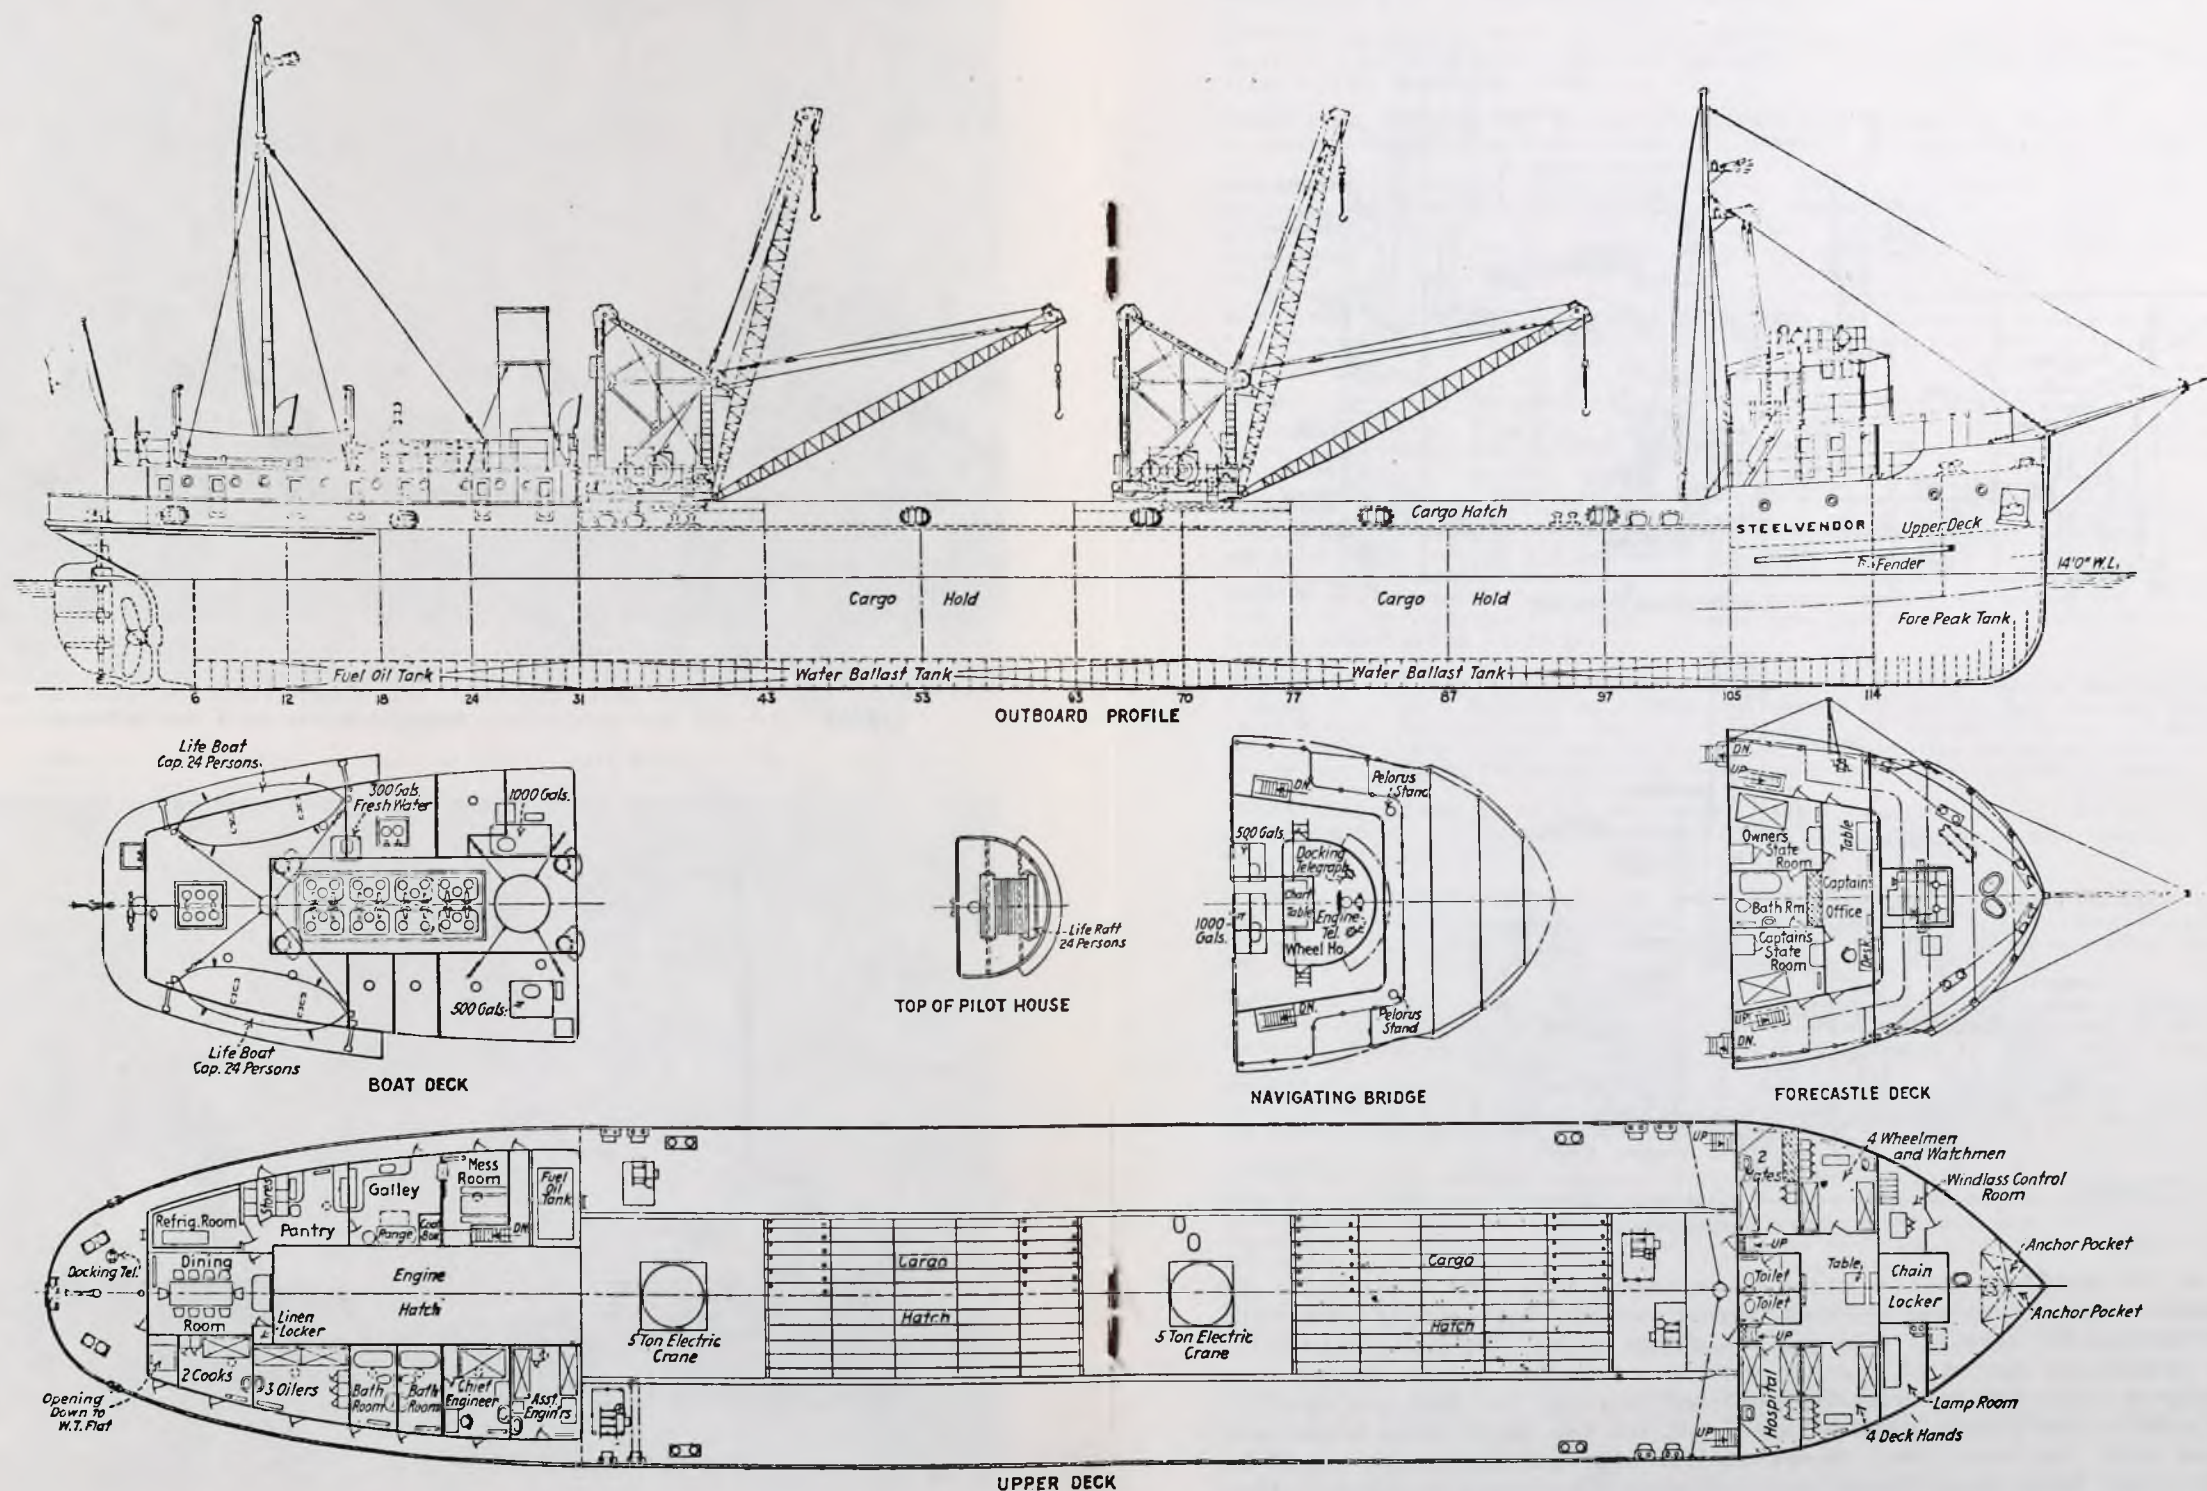 Cargo Hatch
STEELVENDOR
Upper Deck
Fender
14'0" W.L.
Cargo Hold
Cargo Hold
Fore Peak Tank
Fuel Oil Tank
Water Ballast Tank
Water Ballast Tank
6 12 18 24 31 43 53 63 70 77 87 97 105 114
OUTBOARD PROFILE
Life Boat
Cap. 24 Persons
300 Gals.
Fresh Water
1000 Gals.
500 Gals.
Life Boat
Cap. 24 Persons
BOAT DECK
Life Raft
24 Persons
TOP OF PILOT HOUSE
DN.
Pelorus
Stand
500 Gals.
Docking
Telegraph
Chart
Table
Engine
Tel.
1000
Gals.
Wheel Ho.
DN.
Pelorus
Stand
NAVIGATING BRIDGE
DN.
UP
Owners
State
Room
Table
Captain's
Office
Bath Rm.
Captain's
State
Room
Desk
UP
DN.
FORECASTLE DECK
Mess
Room
Fuel
Oil
Tank
Stores
Galley
Refrig. Room
Pantry
Range
Coal
Box
DN
Dining
Room
Docking Tel.
Engine
Hatch
Linen
Locker
2 Cooks
3 Oilers
Bath
Room
Bath
Room
Chief
Engineer
Asst.
Engin'rs
Opening
Down to
W.T. Flat
5 Ton Electric
Crane
Cargo
Hatch
5 Ton Electric
Crane
Cargo
Hatch
UP
2
Mates
4 Wheelmen
and Watchmen
Windlass Control
Room
UP
Toilet
Toilet
Table
Chain
Locker
Anchor Pocket
Anchor Pocket
UP
Hospital
UP
Lamp Room
4 Deck Hands
UPPER DECK